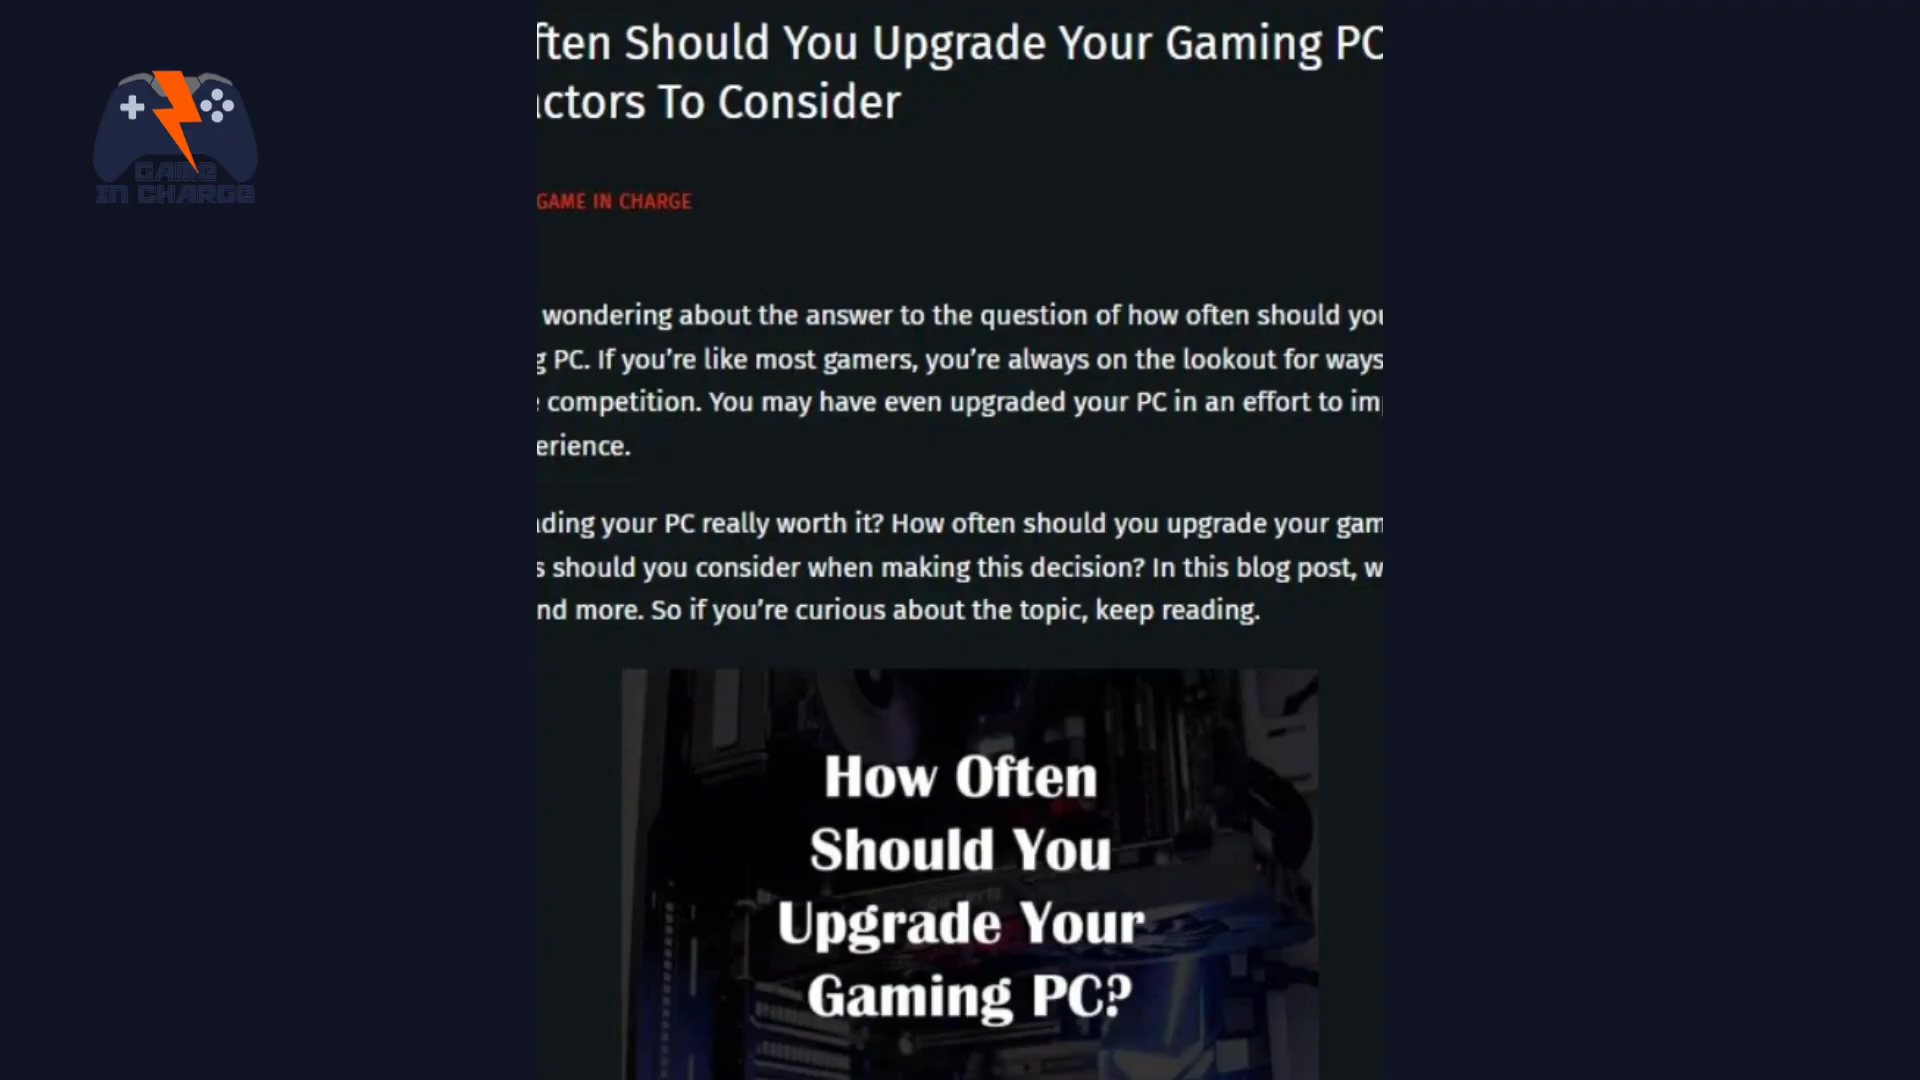 GAME
IN CHARGE
ften Should You Upgrade Your Gaming PC
actors To Consider
GAME IN CHARGE
wondering about the answer to the question of how often should you
g PC. If you’re like most gamers, you’re always on the lookout for ways
competition. You may have even upgraded your PC in an effort to im
erience.
ading your PC really worth it? How often should you upgrade your gam
s should you consider when making this decision? In this blog post, w
nd more. So if you’re curious about the topic, keep reading.
How Often
Should You
Upgrade Your
Gaming PC?